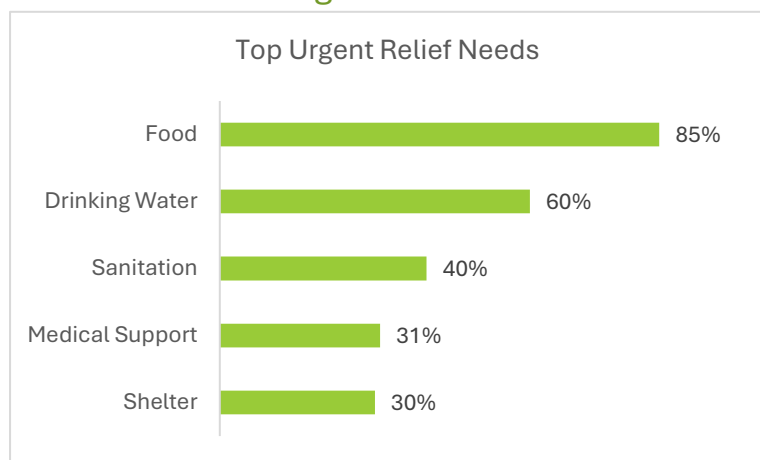 Top Urgent Relief Needs
Food 85%
Drinking Water 60%
Sanitation 40%
Medical Support 31%
Shelter 30%